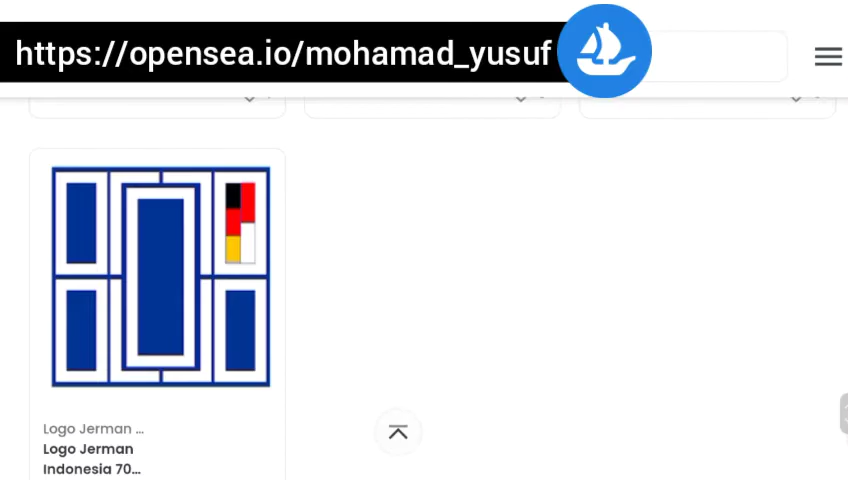 https://opensea.io/mohamad_yusuf
Logo Jerman ...
Logo Jerman
Indonesia 70...